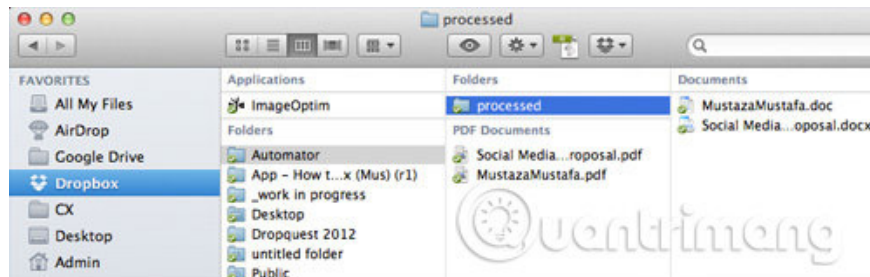 processed
FAVORITES
All My Files
AirDrop
Google Drive
Dropbox
CX
Desktop
Admin
Applications
ImageOptim
Folders
Automator
App – How t...x (Mus) (r1)
_work in progress
Desktop
Dropquest 2012
untitled folder
Public
Folders
processed
PDF Documents
Social Media...roposal.pdf
MustazaMustafa.pdf
Documents
MustazaMustafa.doc
Social Media...oposal.docx
Quantrimang